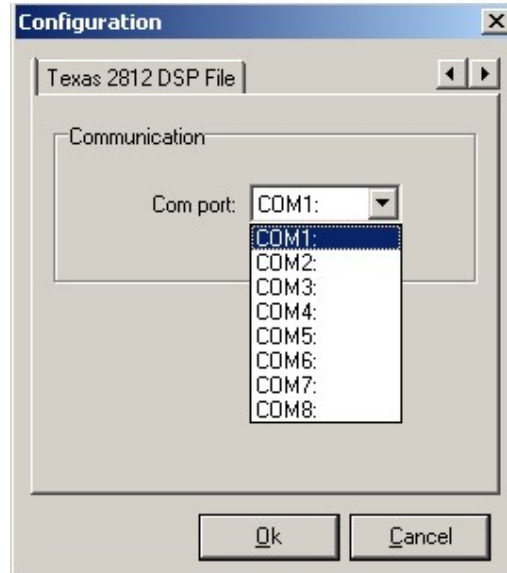 Configuration
Texas 2812 DSP File
Communication
Com port: COM1:
COM1:
COM2:
COM3:
COM4:
COM5:
COM6:
COM7:
COM8:
Ok Cancel